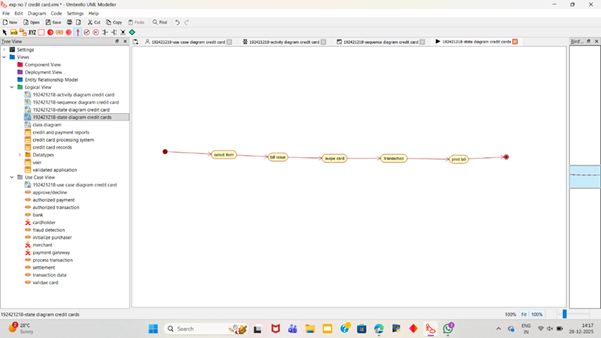 exp no 7 credit card.xmi * - Umbrello UML Modeller
File Edit Diagram Code Settings Help
New Open Save Cut Copy Paste Find
Tree View
192421218-use case diagram credit card
192421218-activity diagram credit card
192421218-sequence diagram credit card
192421218-state diagram credit cards
Settings
Views
Component View
Deployment View
Entity Relationship Model
Logical View
192421218-activity diagram credit card
192421218-sequence diagram credit card
192421218-state diagram credit card
192421218-state diagram credit cards
class diagram
credit and payment reports
credit card processing system
credit card records
Datatypes
user
validated application
Use Case View
192421218-use case diagram credit card
approve/decline
authorized payment
authorized transaction
bank
cardholder
fraud detection
initialize purchaser
merchant
payment gateway
process transaction
settlement
transaction data
validae card
select item
bill issue
swipe card
transaction
print bill
192421218-state diagram credit cards
100% Fit 100%
28°C
Sunny
Search
ENG
IN
14:17
20-12-2025